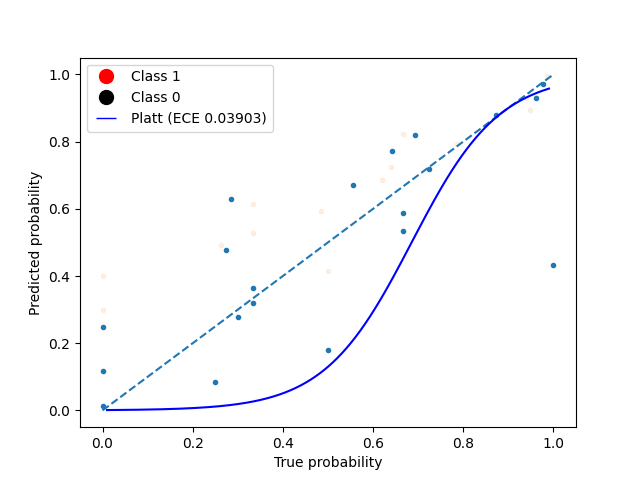 Class 1
Class 0
Platt (ECE 0.03903)
1.0
0.8
0.6
0.4
0.2
0.0
Predicted probability
0.0 0.2 0.4 0.6 0.8 1.0
True probability